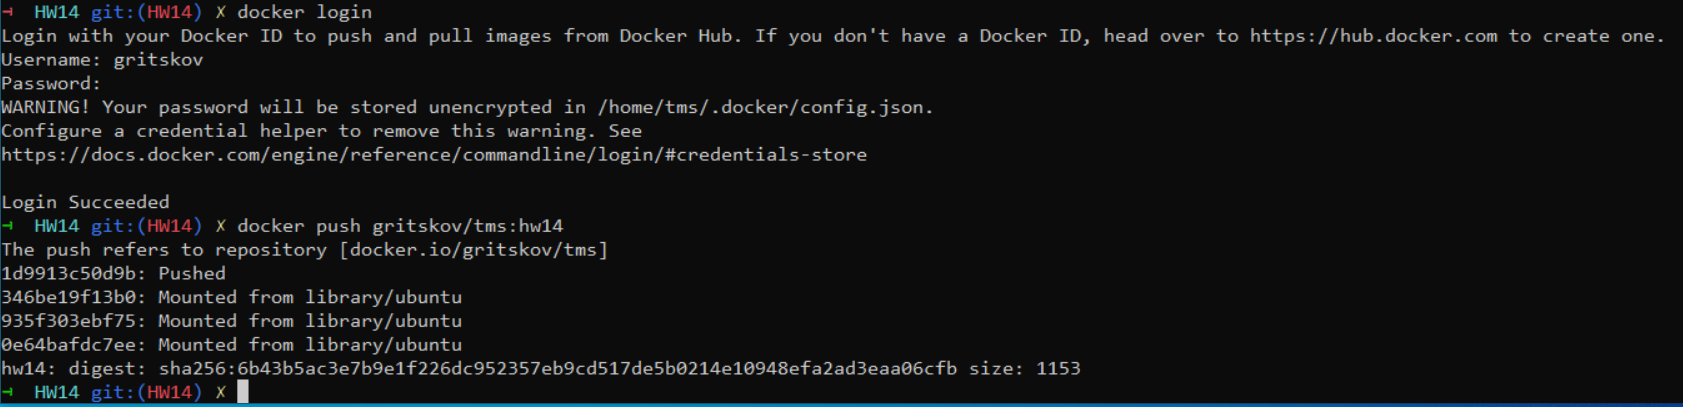 → HW14 git:(HW14) ✗ docker login
Login with your Docker ID to push and pull images from Docker Hub. If you don't have a Docker ID, head over to https://hub.docker.com to create one.
Username: gritskov
Password:
WARNING! Your password will be stored unencrypted in /home/tms/.docker/config.json.
Configure a credential helper to remove this warning. See
https://docs.docker.com/engine/reference/commandline/login/#credentials-store
Login Succeeded
→ HW14 git:(HW14) ✗ docker push gritskov/tms:hw14
The push refers to repository [docker.io/gritskov/tms]
1d9913c50d9b: Pushed
346be19f13b0: Mounted from library/ubuntu
935f303ebf75: Mounted from library/ubuntu
0e64bafdc7ee: Mounted from library/ubuntu
hw14: digest: sha256:6b43b5ac3e7b9e1f226dc952357eb9cd517de5b0214e10948efa2ad3eaa06cfb size: 1153
→ HW14 git:(HW14) ✗